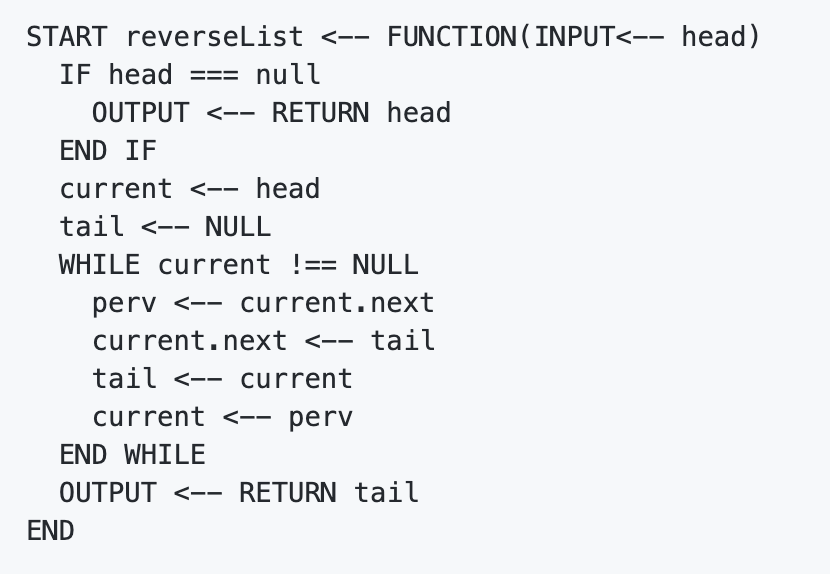 START reverseList <-- FUNCTION(INPUT<-- head)
  IF head === null
    OUTPUT <-- RETURN head
  END IF
  current <-- head
  tail <-- NULL
  WHILE current !== NULL
    perv <-- current.next
    current.next <-- tail
    tail <-- current
    current <-- perv
  END WHILE
  OUTPUT <-- RETURN tail
END